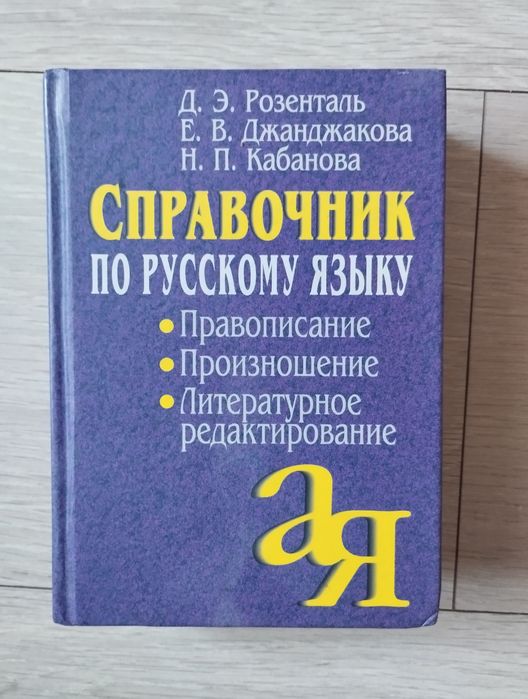 Д. Э. Розенталь
Е. В. Джанджакова
Н. П. Кабанова
СПРАВОЧНИК
ПО РУССКОМУ ЯЗЫКУ
• Правописание
• Произношение
• Литературное
редактирование
а
Я